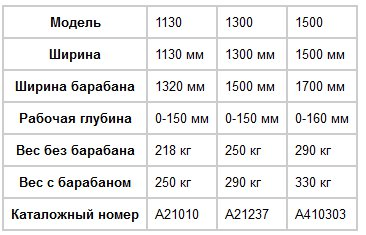 Модель 1130 1300 1500
Ширина 1130 мм 1300 мм 1500 мм
Ширина барабана 1320 мм 1500 мм 1700 мм
Рабочая глубина 0-150 мм 0-150 мм 0-160 мм
Вес без барабана 218 кг 250 кг 290 кг
Вес с барабаном 250 кг 290 кг 330 кг
Каталожный номер A21010 A21237 A410303